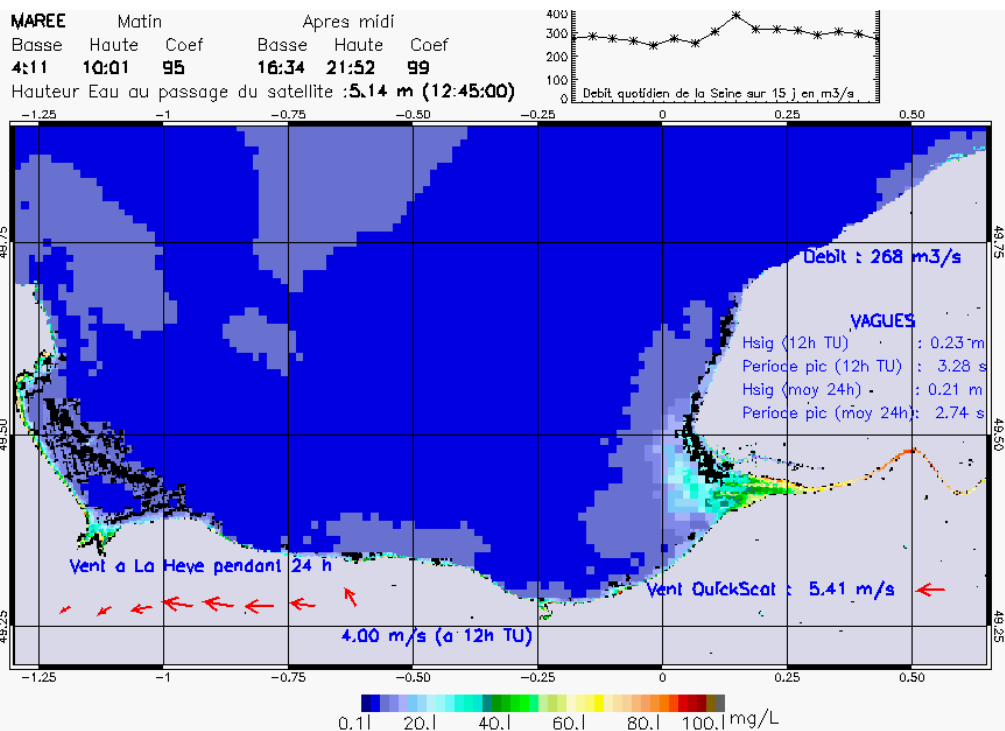 MAREE Matin Apres midi
Basse Haute Coef Basse Haute Coef
4:11 10:01 95 16:34 21:52 99
Hauteur Eau au passage du satellite :5.14 m (12:45:00)
400
300
200
100
0
Debit quotidien de la Seine sur 15 j en m3/s
-1.25 -1.00 -0.75 -0.50 -0.25 0 0.25 0.50
49.75 49.75
Debit : 268 m3/s
VAGUES
Hsig (12h TU) : 0.23 m
Periode pic (12h TU) : 3.28 s
Hsig (moy 24h) : 0.21 m
Periode pic (moy 24h): 2.74 s
49.50 49.50
Vent a La Heve pendant 24 h
Vent QuickScat : 5.41 m/s
49.25 49.25
4.00 m/s (a 12h TU)
-1.25 -1 -0.75 -0.50 -0.25 0 0.25 0.50
0.1 20.1 40.1 60.1 80.1 100.1 mg/L